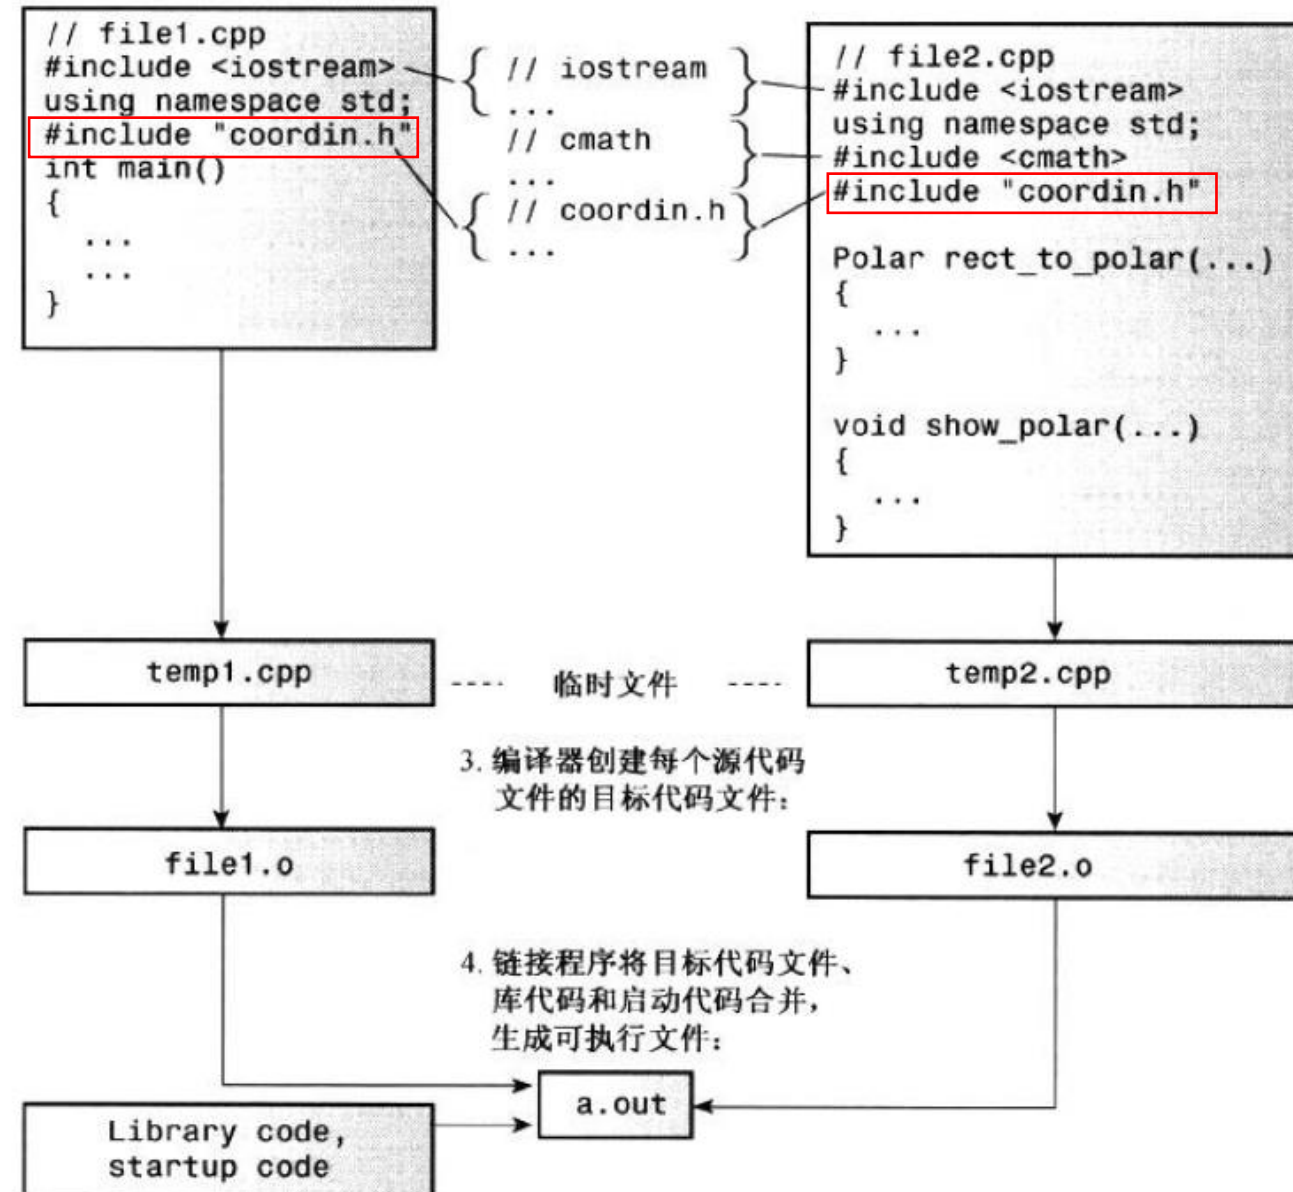 // file1.cpp
#include <iostream>
using namespace std;
#include "coordin.h"
int main()
{
...
...
}
// iostream
...
// cmath
...
// coordin.h
...
// file2.cpp
#include <iostream>
using namespace std;
#include <cmath>
#include "coordin.h"
Polar rect_to_polar(...)
{
...
}
void show_polar(...)
{
...
}
temp1.cpp
---- 临时文件 ----
temp2.cpp
3. 编译器创建每个源代码
文件的目标代码文件：
file1.o
file2.o
4. 链接程序将目标代码文件、
库代码和启动代码合并，
生成可执行文件：
a.out
Library code,
startup code